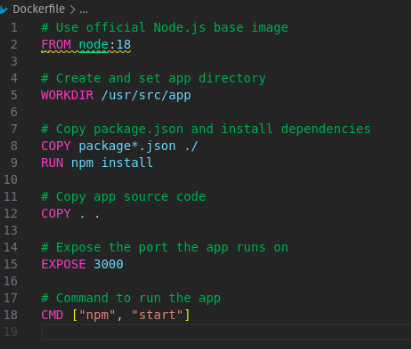 Dockerfile > ...
1 # Use official Node.js base image
2 FROM node:18
3
4 # Create and set app directory
5 WORKDIR /usr/src/app
6
7 # Copy package.json and install dependencies
8 COPY package*.json ./
9 RUN npm install
10
11 # Copy app source code
12 COPY . .
13
14 # Expose the port the app runs on
15 EXPOSE 3000
16
17 # Command to run the app
18 CMD ["npm", "start"]
19